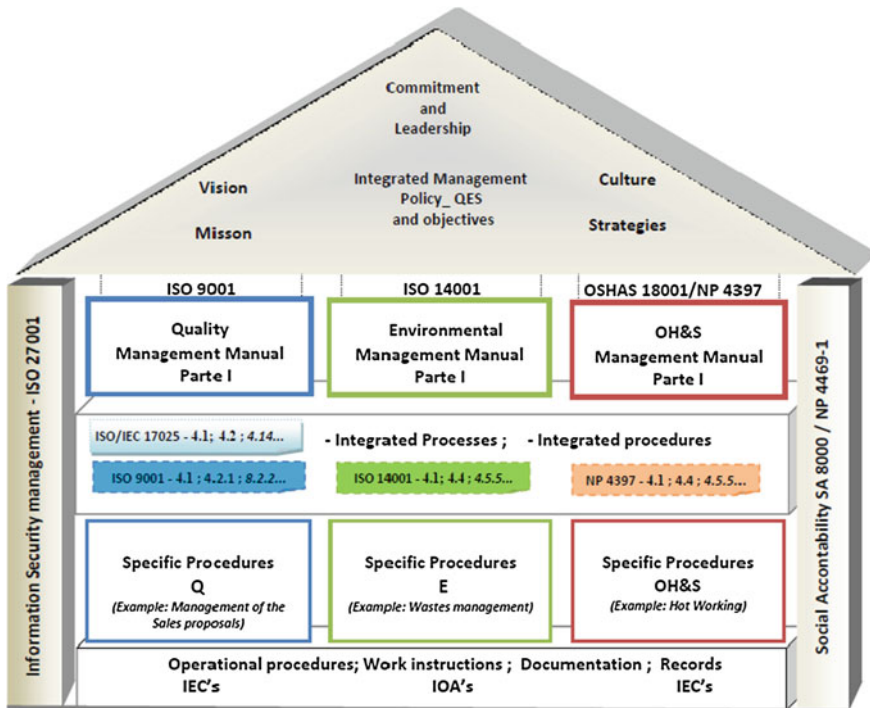 Commitment
and
Leadership
Vision
Misson
Integrated Management
Policy_ QES
and objectives
Culture
Strategies
Information Security management - ISO 27001
ISO 9001
Quality
Management Manual
Parte I
ISO 14001
Environmental
Management Manual
Parte I
OSHAS 18001/NP 4397
OH&S
Management Manual
Parte I
ISO/IEC 17025 - 4.1; 4.2 ; 4.14...
- Integrated Processes ; - Integrated procedures
ISO 9001 - 4.1 ; 4.2.1 ; 8.2.2...
ISO 14001 - 4.1; 4.4 ; 4.5.5...
NP 4397 - 4.1 ; 4.4 ; 4.5.5...
Specific Procedures
Q
(Example: Management of the
Sales proposals)
Specific Procedures
E
(Example: Wastes management)
Specific Procedures
OH&S
(Example: Hot Working)
Operational procedures; Work instructions ; Documentation ; Records
IEC's IOA's IEC's
Social Accountability SA 8000 / NP 4469-1